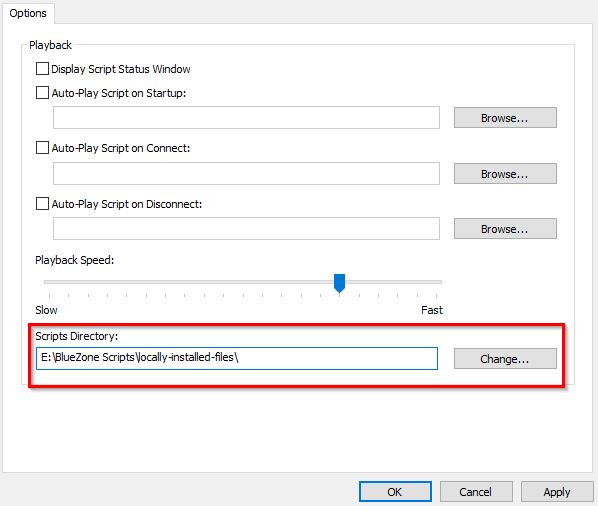 Options
Playback
Display Script Status Window
Auto-Play Script on Startup:
Browse...
Auto-Play Script on Connect:
Browse...
Auto-Play Script on Disconnect:
Browse...
Playback Speed:
Slow Fast
Scripts Directory:
E:\BlueZone Scripts\locally-installed-files\ Change...
OK Cancel Apply